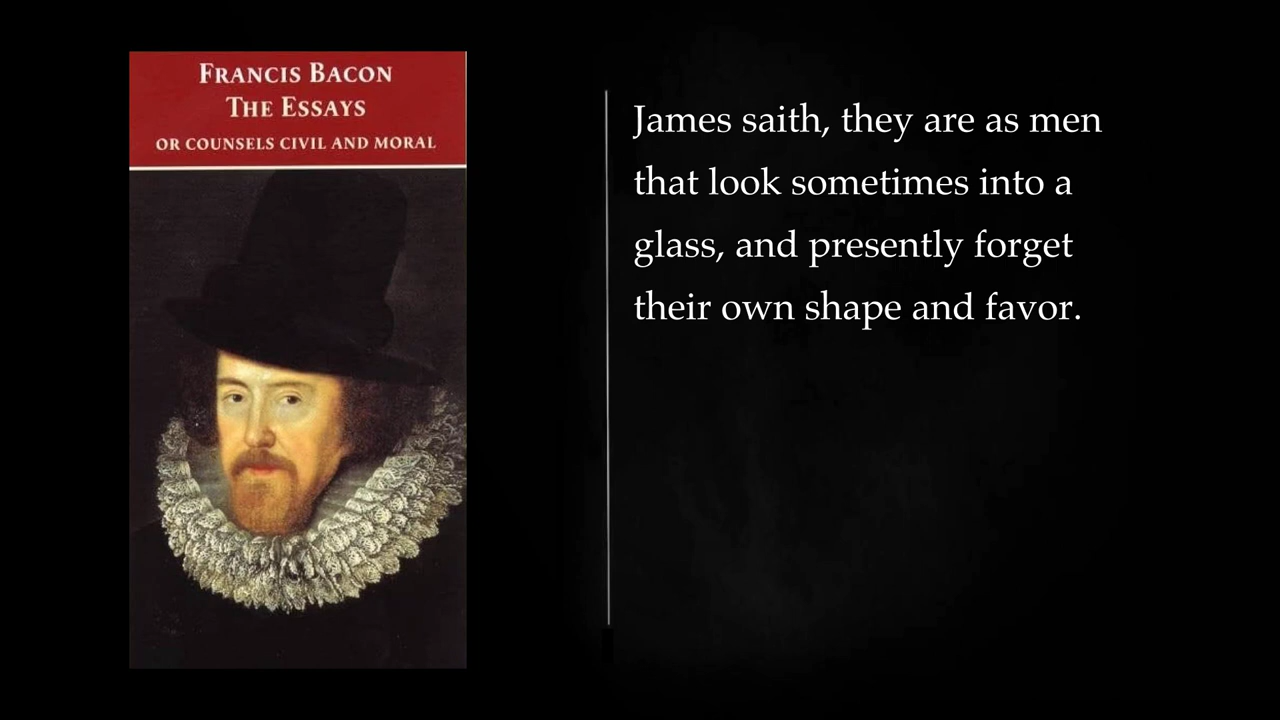 FRANCIS BACON
THE ESSAYS
OR COUNSELS CIVIL AND MORAL
James saith, they are as men
that look sometimes into a
glass, and presently forget
their own shape and favor.